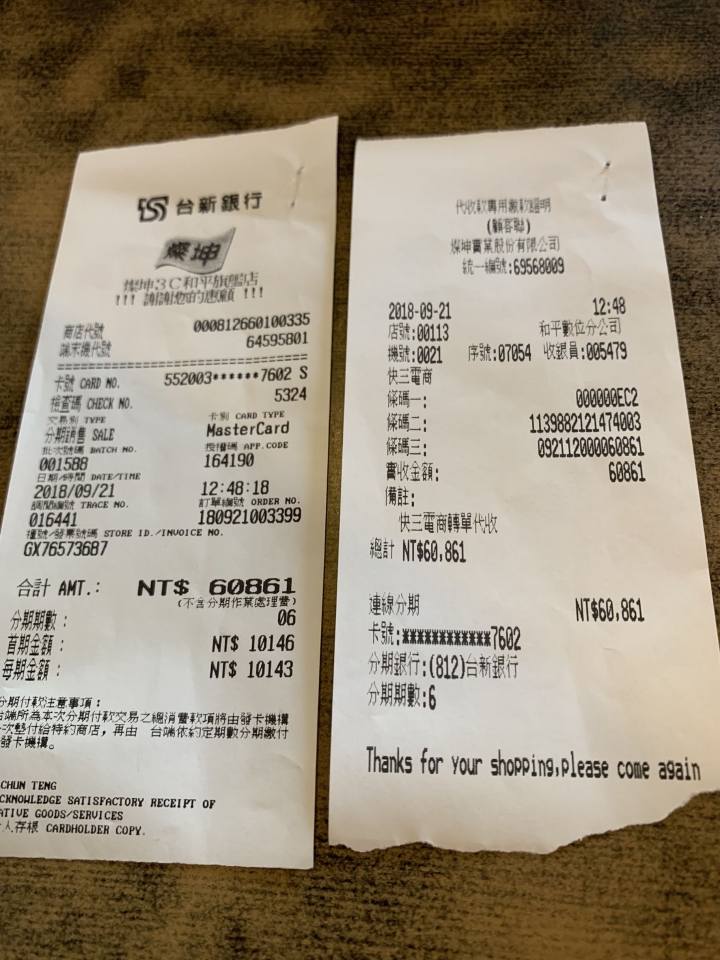 台新銀行
燦坤
燦坤3C和平旗艦店
!!! 謝謝您的惠顧 !!!
商店代號 000812660100335
端末機代號 64595801
卡號 CARD NO. 552003******7602 S
檢查碼 CHECK NO. 5324
交易別 TYPE 卡別 CARD TYPE
分期銷售 SALE MasterCard
批次號碼 BATCH NO. 授權碼 APP.CODE
001588 164190
日期/時間 DATE/TIME
2018/09/21 12:48:18
調閱編號 TRACE NO. 訂單編號 ORDER NO.
016441 180921003399
櫃號/發票號碼 STORE ID./INVOICE NO.
GX76573687
合計 AMT.: NT$ 60861
(不含分期作業處理費)
分期期數: 06
首期金額: NT$ 10146
每期金額: NT$ 10143
分期付款注意事項:
台端所為本次分期付款交易之總消費款項將由發卡機構
次墊付給特約商店,再由 台端依約定期數分期繳付
發卡機構。
CHUN TENG
CKNOWLEDGE SATISFACTORY RECEIPT OF
ATIVE GOODS/SERVICES
人存根 CARDHOLDER COPY.
代收款專用繳款證明
(顧客聯)
燦坤實業股份有限公司
統一編號:69568009
2018-09-21 12:48
店號:00113 和平數位分公司
機號:0021 序號:07054 收銀員:005479
快三電商
條碼一: 000000EC2
條碼二: 1139882121474003
條碼三: 092112000060861
實收金額: 60861
備註:
快三電商轉單代收
總計 NT$60,861
連線分期 NT$60,861
卡號:************7602
分期銀行:(812)台新銀行
分期期數:6
Thanks for your shopping,please come again